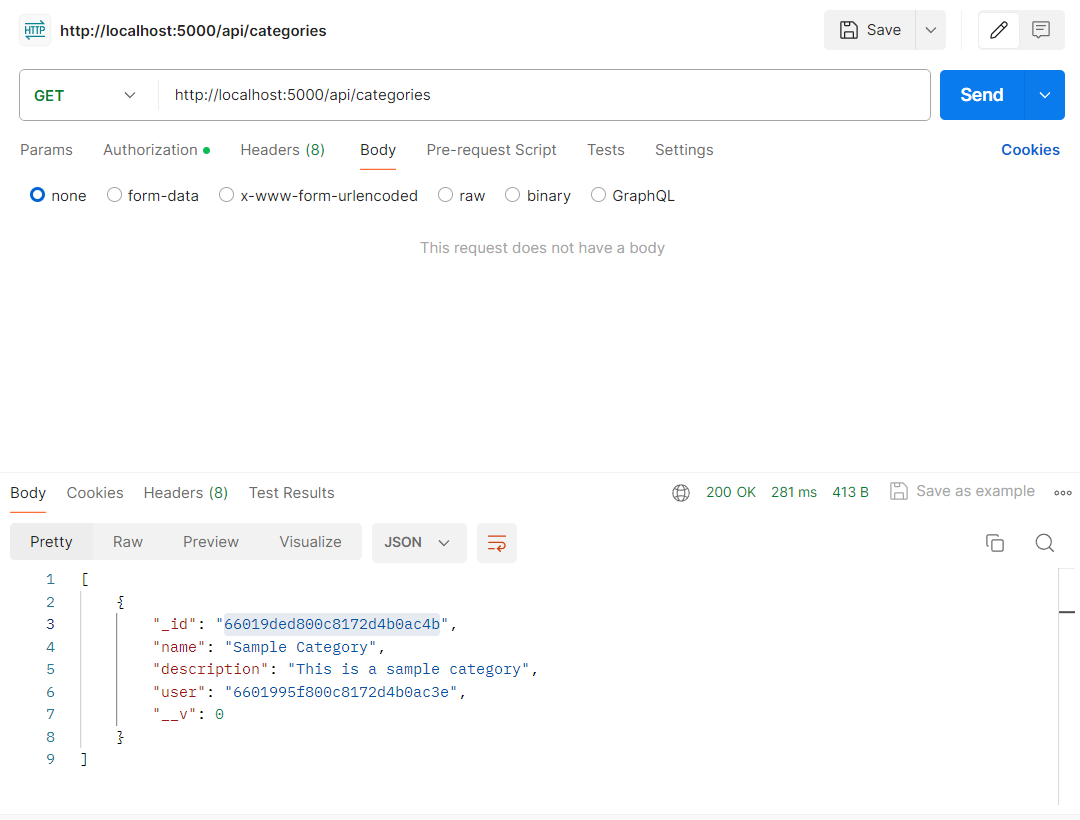 HTTP http://localhost:5000/api/categories Save
GET http://localhost:5000/api/categories Send
Params Authorization Headers (8) Body Pre-request Script Tests Settings Cookies
none form-data x-www-form-urlencoded raw binary GraphQL
This request does not have a body
Body Cookies Headers (8) Test Results 200 OK 281 ms 413 B Save as example
Pretty Raw Preview Visualize JSON
1 [
2 {
3 "_id": "66019ded800c8172d4b0ac4b",
4 "name": "Sample Category",
5 "description": "This is a sample category",
6 "user": "6601995f800c8172d4b0ac3e",
7 "__v": 0
8 }
9 ]